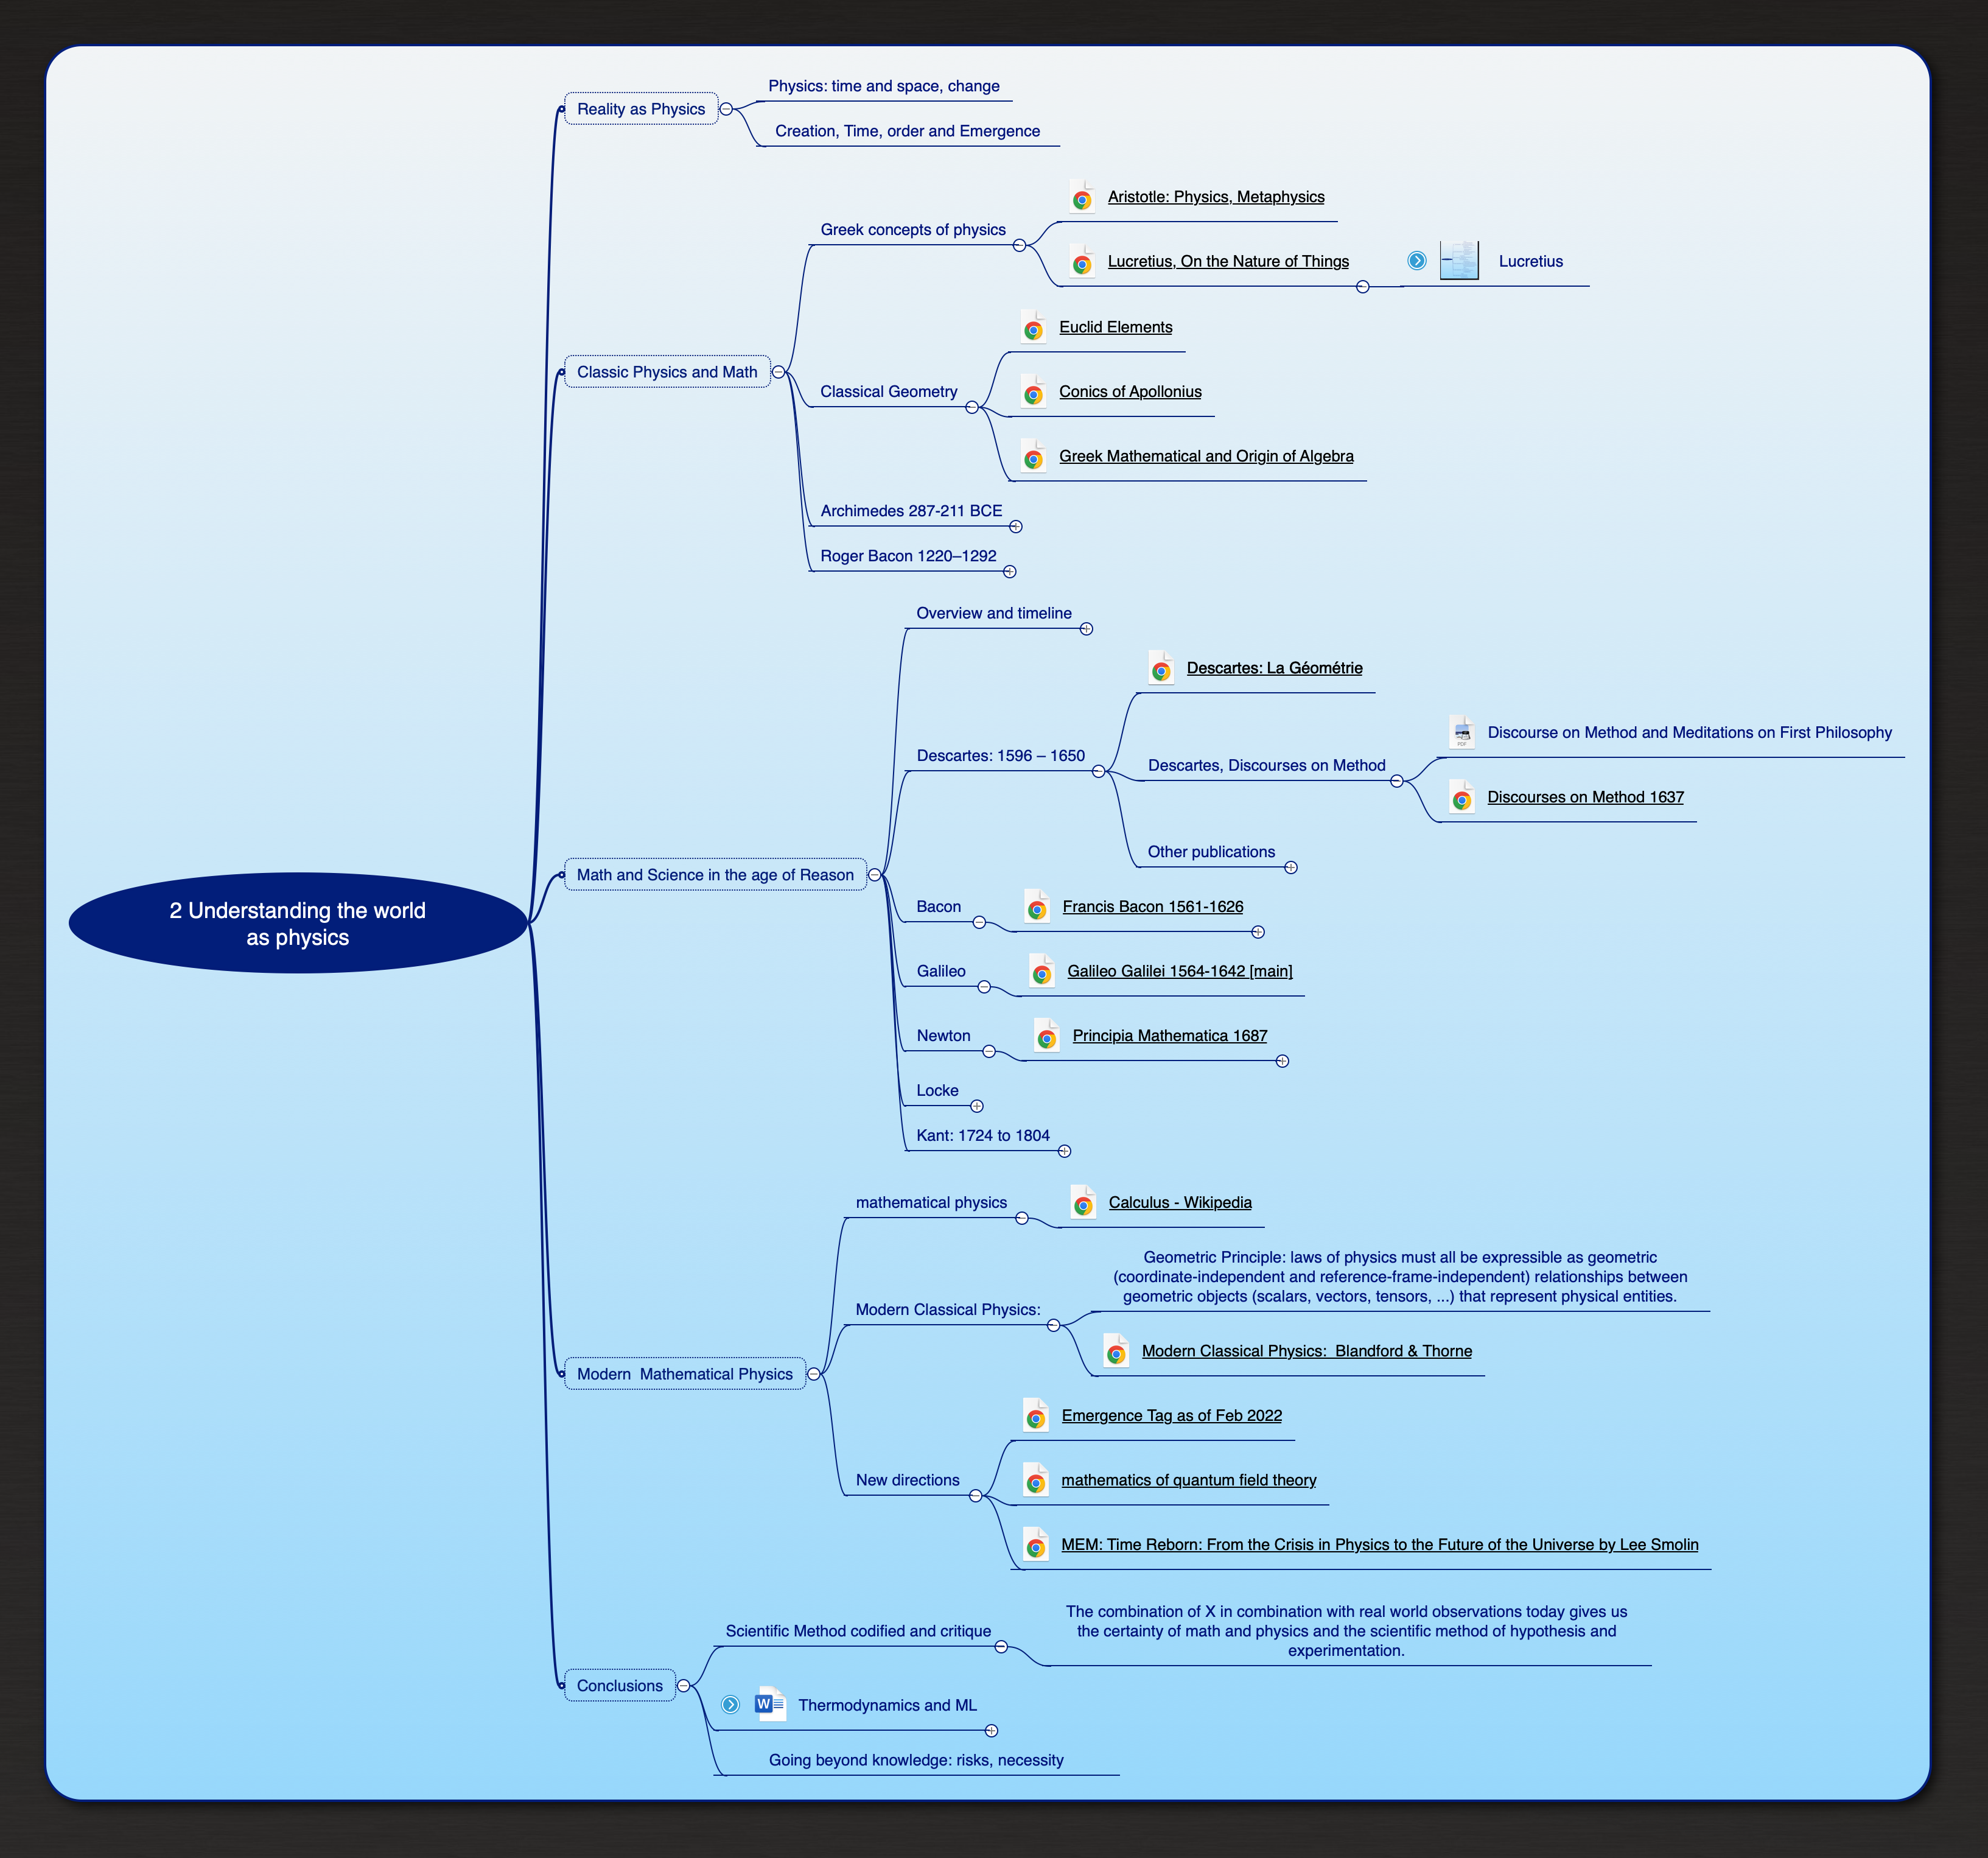 Physics: time and space, change
Reality as Physics
Creation, Time, order and Emergence
Aristotle: Physics, Metaphysics
Greek concepts of physics
Lucretius, On the Nature of Things
Lucretius
Euclid Elements
Classic Physics and Math
Classical Geometry
Conics of Apollonius
Greek Mathematical and Origin of Algebra
Archimedes 287-211 BCE
Roger Bacon 1220–1292
Overview and timeline
Descartes: La Géométrie
Descartes: 1596 – 1650
Discourse on Method and Meditations on First Philosophy
PDF
Descartes, Discourses on Method
Discourses on Method 1637
Other publications
Math and Science in the age of Reason
2 Understanding the world
as physics
Bacon
Francis Bacon 1561-1626
Galileo
Galileo Galilei 1564-1642 [main]
Newton
Principia Mathematica 1687
Locke
Kant: 1724 to 1804
mathematical physics
Calculus - Wikipedia
Geometric Principle: laws of physics must all be expressible as geometric
(coordinate-independent and reference-frame-independent) relationships between
geometric objects (scalars, vectors, tensors, ...) that represent physical entities.
Modern Classical Physics:
Modern Classical Physics:  Blandford & Thorne
Modern  Mathematical Physics
Emergence Tag as of Feb 2022
New directions
mathematics of quantum field theory
MEM: Time Reborn: From the Crisis in Physics to the Future of the Universe by Lee Smolin
Scientific Method codified and critique
The combination of X in combination with real world observations today gives us
the certainty of math and physics and the scientific method of hypothesis and
experimentation.
Conclusions
W
Thermodynamics and ML
Going beyond knowledge: risks, necessity